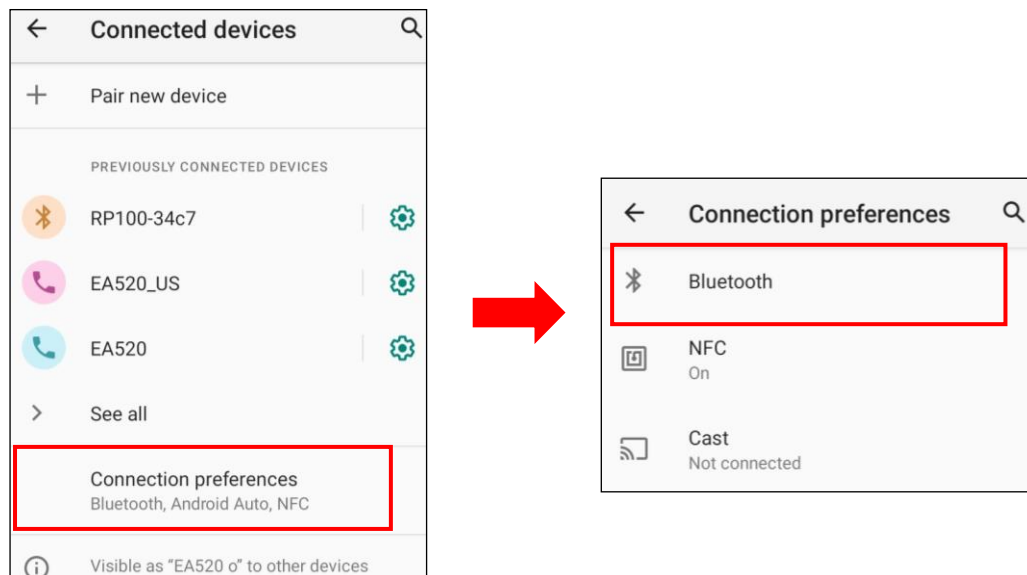 Connected devices
Pair new device
PREVIOUSLY CONNECTED DEVICES
RP100-34c7
EA520_US
EA520
See all
Connection preferences
Bluetooth, Android Auto, NFC
Visible as "EA520 o" to other devices
Connection preferences
Bluetooth
NFC
On
Cast
Not connected